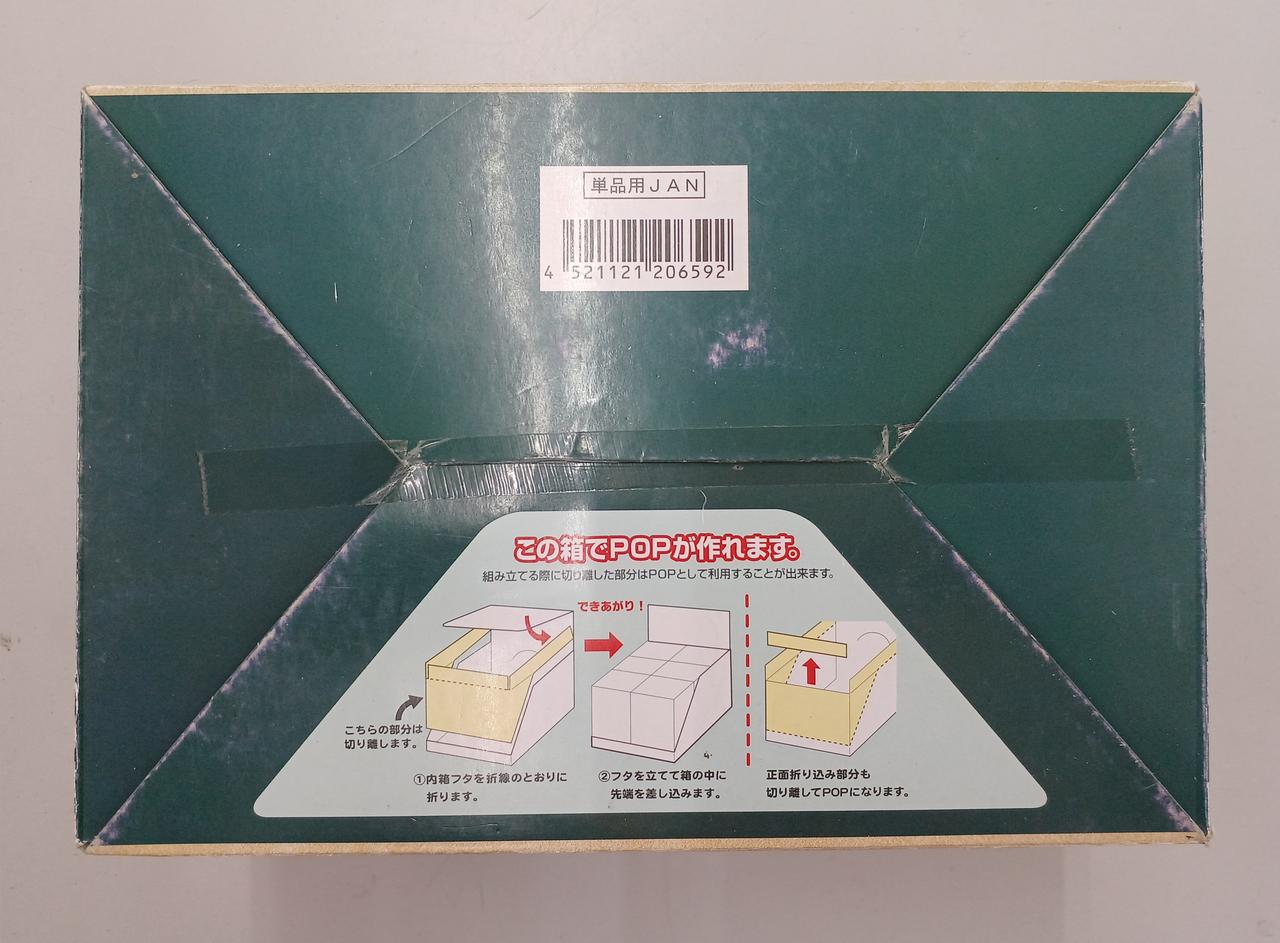 単品用JAN
4 521121 206592
この箱でPOPが作れます。
組み立てる際に切り離した部分はPOPとして利用することが出来ます。
できあがり！
こちらの部分は
切り離します。
①内箱フタを折線のとおりに
折ります。
②フタを立てて箱の中に
先端を差し込みます。
正面折り込み部分も
切り離してPOPになります。